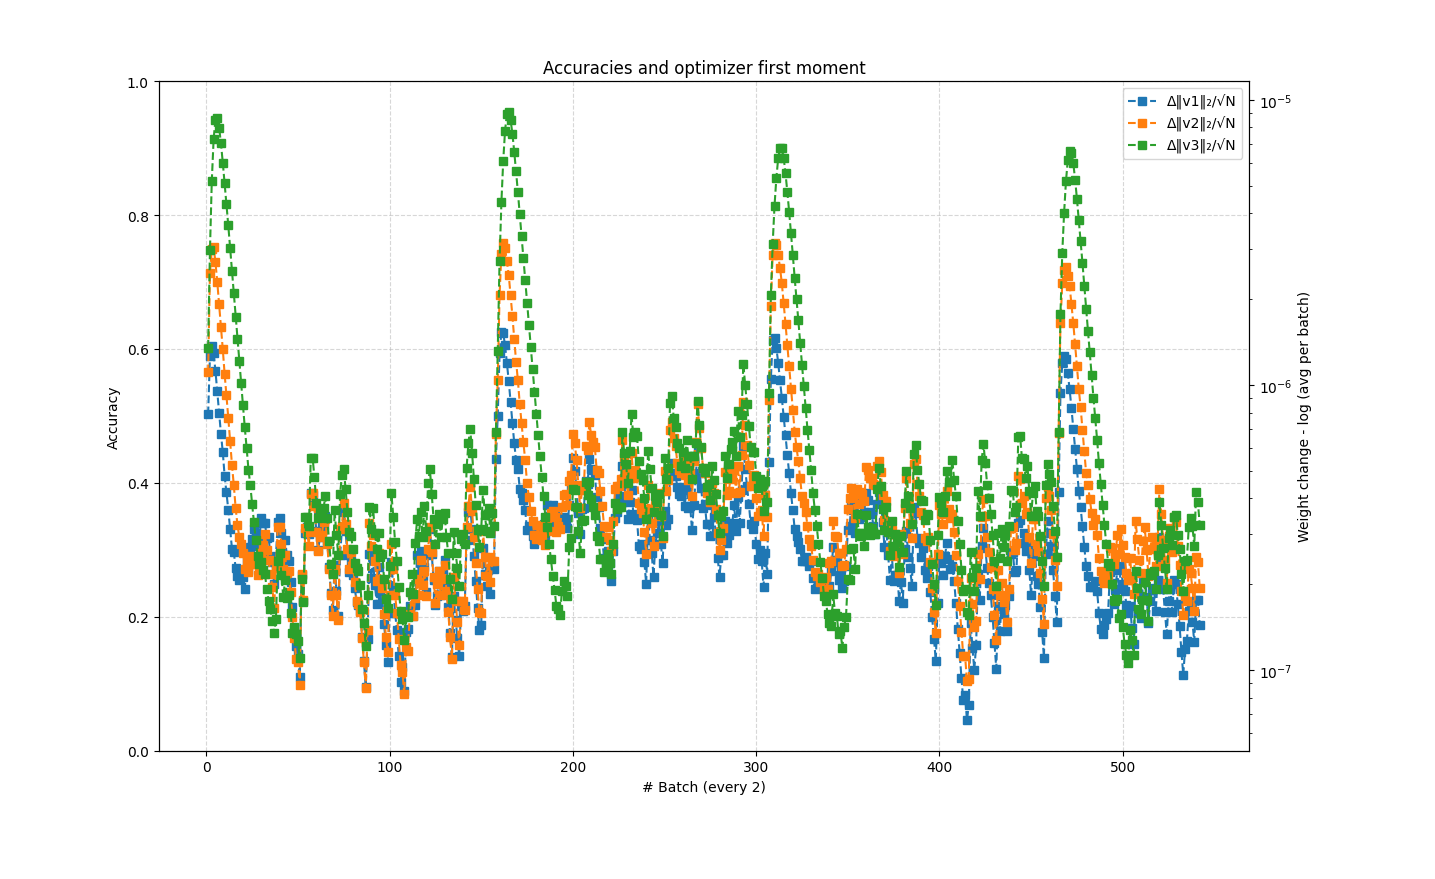 Accuracies and optimizer first moment
1.0
0.8
0.6
0.4
0.2
0.0
Accuracy
0
100
200
300
400
500
# Batch (every 2)
10⁻⁵
10⁻⁶
10⁻⁷
Weight change - log (avg per batch)
Δ‖v1‖₂/√N
Δ‖v2‖₂/√N
Δ‖v3‖₂/√N